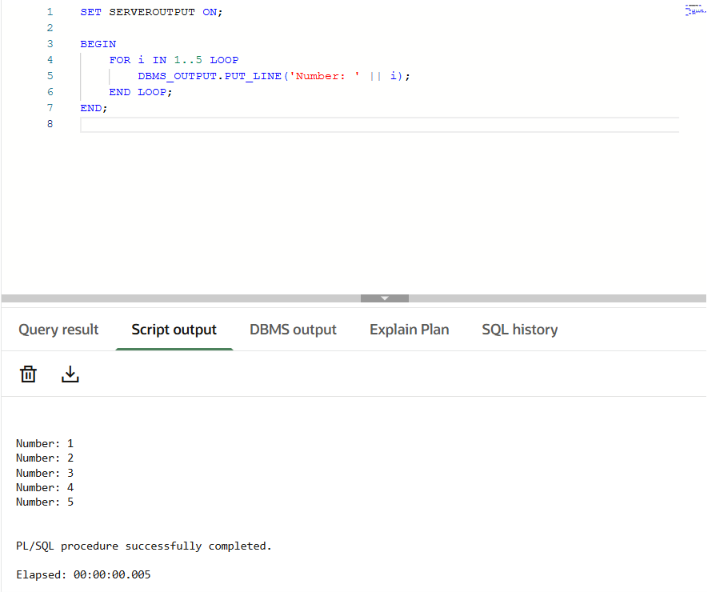 1 SET SERVEROUTPUT ON;
2
3 BEGIN
4 FOR i IN 1..5 LOOP
5 DBMS_OUTPUT.PUT_LINE('Number: ' || i);
6 END LOOP;
7 END;
8
Query result Script output DBMS output Explain Plan SQL history
Number: 1
Number: 2
Number: 3
Number: 4
Number: 5
PL/SQL procedure successfully completed.
Elapsed: 00:00:00.005